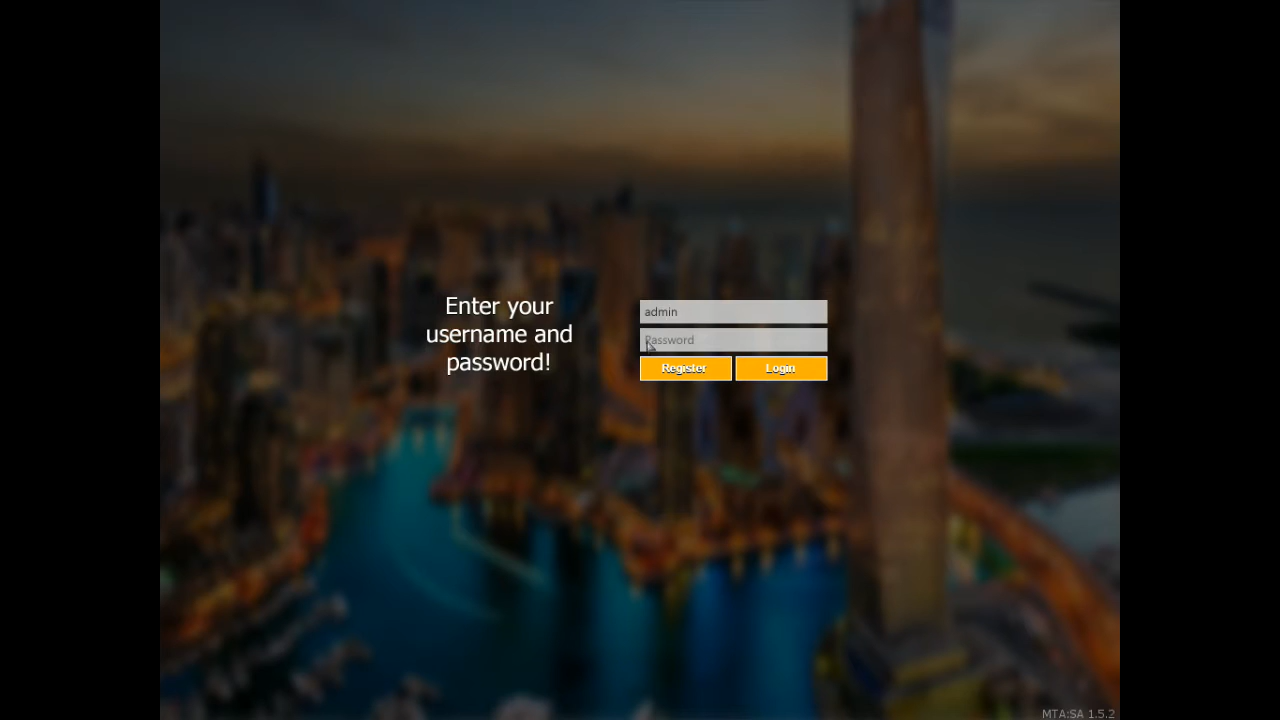 Enter your
username and
password!
admin
Password
Register
Login
MTA:SA 1.5.2